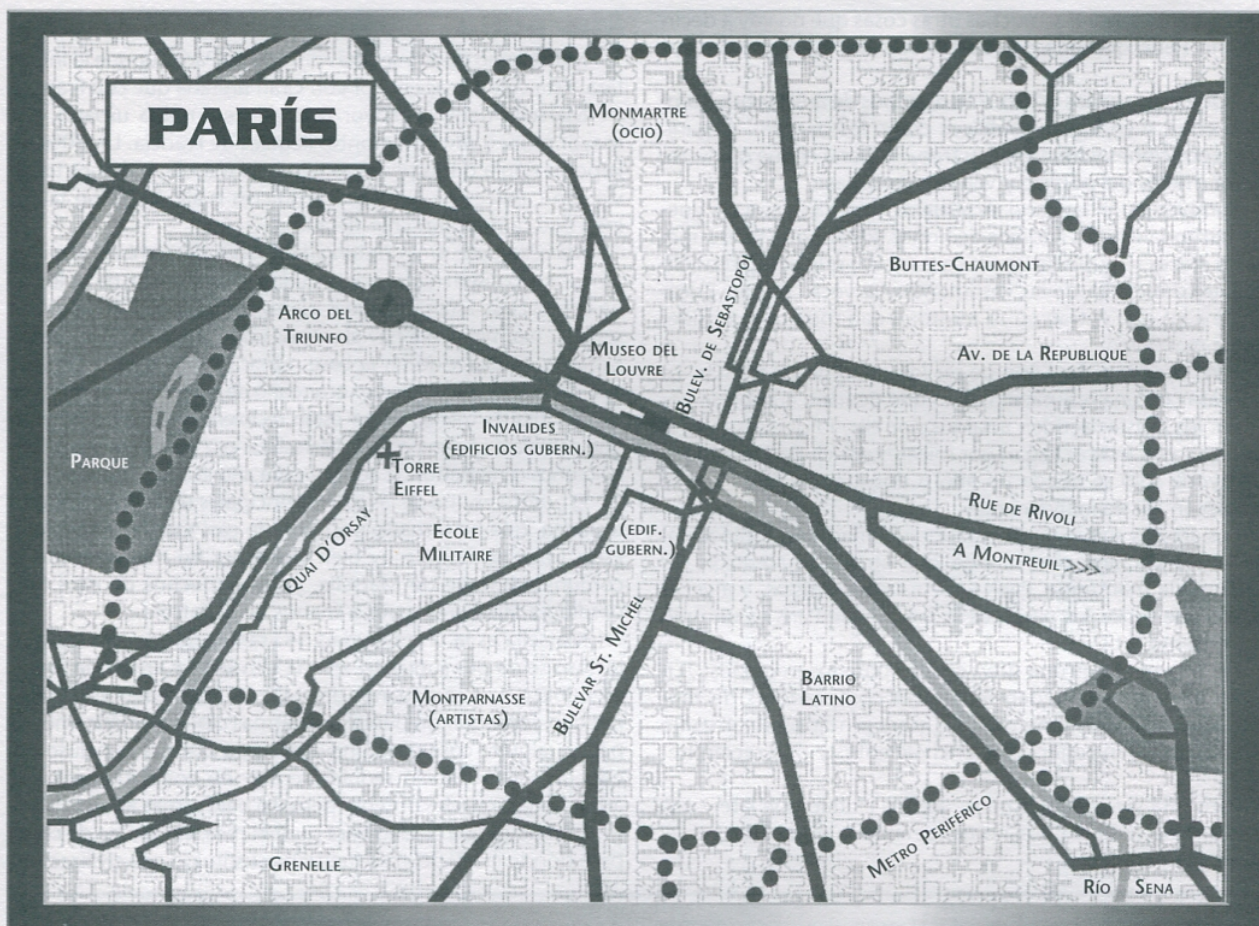 PARÍS
MONMARTRE
(OCIO)
BUTTES-CHAUMONT
ARCO DEL
TRIUNFO
MUSEO DEL
LOUVRE
BULEV. DE SEBASTOPOL
AV. DE LA REPUBLIQUE
PARQUE
INVALIDES
(EDIFICIOS GUBERN.)
TORRE
EIFFEL
QUAI D'ORSAY
ECOLE
MILITAIRE
(EDIF.
GUBERN.)
RUE DE RIVOLI
A MONTREUIL >>>
MONTPARNASSE
(ARTISTAS)
BULEVAR ST. MICHEL
BARRIO
LATINO
GRENELLE
METRO PERIFÉRICO
RÍO SENA